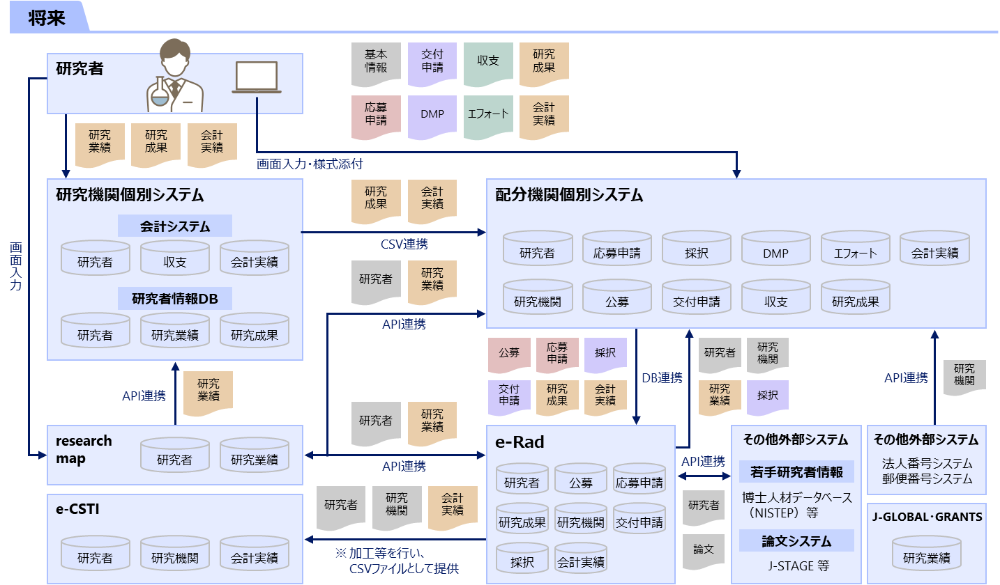 将来
研究者
基本
情報
交付
申請
収支
研究
成果
応募
申請
DMP
エフォート
会計
実績
研究
業績
研究
成果
会計
実績
画面入力・様式添付
画面入力
研究機関個別システム
会計システム
研究者
収支
会計実績
研究者情報DB
研究者
研究業績
研究成果
研究
成果
会計
実績
CSV連携
研究者
研究
業績
API連携
配分機関個別システム
研究者
応募申請
採択
DMP
エフォート
会計実績
研究機関
公募
交付申請
収支
研究成果
API連携
研究
業績
公募
応募
申請
採択
交付
申請
研究
成果
会計
実績
DB連携
研究者
研究
機関
研究
業績
採択
API連携
研究
機関
research
map
研究者
研究業績
研究者
研究
業績
API連携
e-Rad
研究者
公募
応募申請
研究成果
研究機関
交付申請
採択
会計実績
API連携
研究者
論文
その他外部システム
若手研究者情報
博士人材データベース
（NISTEP）等
論文システム
J-STAGE 等
その他外部システム
法人番号システム
郵便番号システム
J-GLOBAL・GRANTS
研究業績
e-CSTI
研究者
研究機関
会計実績
研究者
研究
機関
会計
実績
※ 加工等を行い、
CSVファイルとして提供